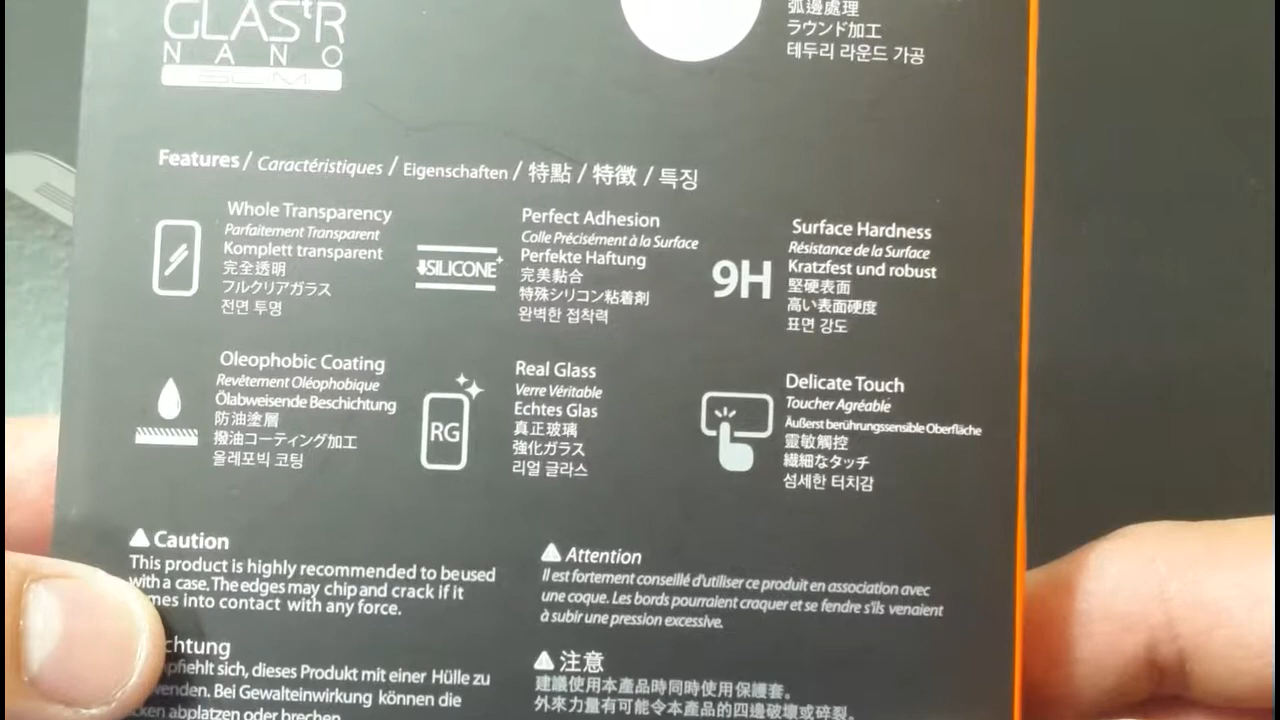 GLAStR
NANO
SLIM
弧邊處理
ラウンド加工
테두리 라운드 가공
Features / Caractéristiques / Eigenschaften / 特點 / 特徴 / 특징
Whole Transparency
Parfaitement Transparent
Komplett transparent
完全透明
フルクリアガラス
전면 투명
SILICONE
Perfect Adhesion
Colle Précisément à la Surface
Perfekte Haftung
完美黏合
特殊シリコン粘着剤
완벽한 접착력
9H
Surface Hardness
Résistance de la Surface
Kratzfest und robust
堅硬表面
高い表面硬度
표면 강도
Oleophobic Coating
Revêtement Oléophobique
Ölabweisende Beschichtung
防油塗層
撥油コーティング加工
올레포빅 코팅
RG
Real Glass
Verre Véritable
Echtes Glas
真正玻璃
強化ガラス
리얼 글라스
Delicate Touch
Toucher Agréable
Äußerst berührungssensible Oberfläche
靈敏觸控
繊細なタッチ
섬세한 터치감
Caution
This product is highly recommended to beused
with a case. The edges may chip and crack if it
mes into contact with any force.
Attention
Il est fortement conseillé d'utiliser ce produit en association avec
une coque. Les bords pourraient craquer et se fendre s'ils venaient
à subir une pression excessive.
chtung
pfiehlt sich, dieses Produkt mit einer Hülle zu
venden. Bei Gewalteinwirkung können die
ken abplatzen oder brechen.
注意
建議使用本產品時同時使用保護套。
外來力量有可能令本產品的四邊破壞或碎裂。